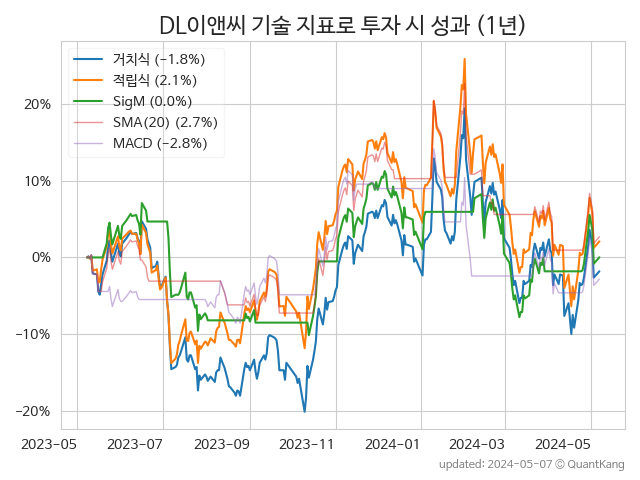 DL이앤씨 기술 지표로 투자 시 성과 (1년)
거치식 (−1.8%)
적립식 (2.1%)
SigM (0.0%)
SMA(20) (2.7%)
MACD (−2.8%)
20%
10%
0%
−10%
−20%
2023-05 2023-07 2023-09 2023-11 2024-01 2024-03 2024-05
updated: 2024-05-07 © QuantKang